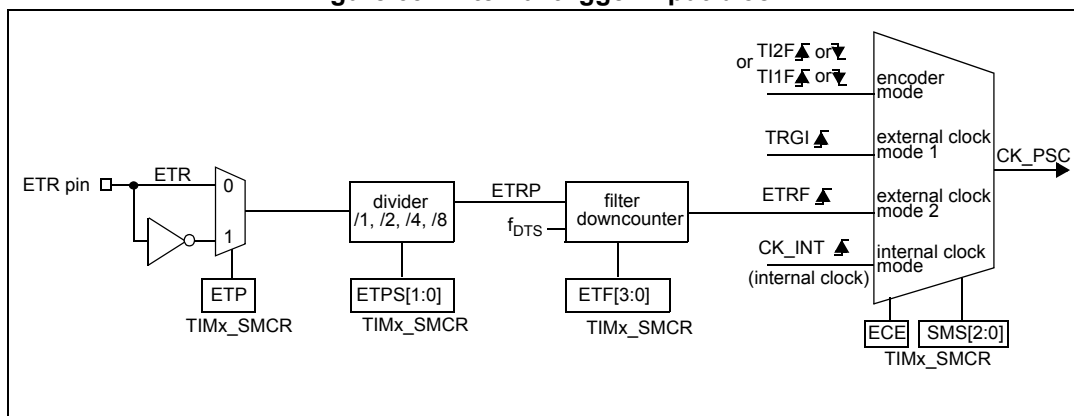 TI2F or
or TI1F or
encoder mode
TRGI
external clock mode 1
CK_PSC
ETR pin
ETR
0
1
divider
/1, /2, /4, /8
ETRP
filter
downcounter
fDTS
ETRF
external clock mode 2
CK_INT
(internal clock)
internal clock mode
ETP
TIMx_SMCR
ETPS[1:0]
TIMx_SMCR
ETF[3:0]
TIMx_SMCR
ECE
SMS[2:0]
TIMx_SMCR